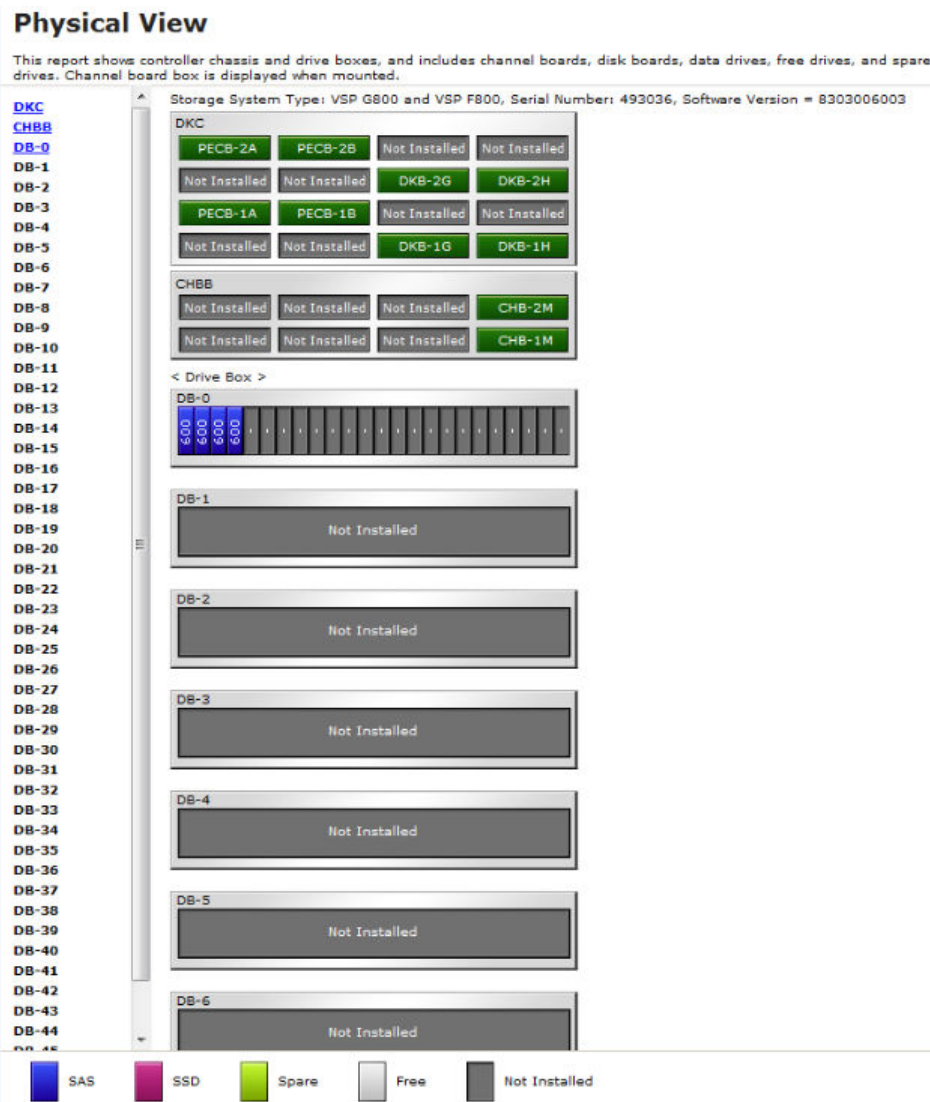 Physical View
This report shows controller chassis and drive boxes, and includes channel boards, disk boards, data drives, free drives, and spare
drives. Channel board box is displayed when mounted.
DKC
CHBB
DB-0
DB-1
DB-2
DB-3
DB-4
DB-5
DB-6
DB-7
DB-8
DB-9
DB-10
DB-11
DB-12
DB-13
DB-14
DB-15
DB-16
DB-17
DB-18
DB-19
DB-20
DB-21
DB-22
DB-23
DB-24
DB-25
DB-26
DB-27
DB-28
DB-29
DB-30
DB-31
DB-32
DB-33
DB-34
DB-35
DB-36
DB-37
DB-38
DB-39
DB-40
DB-41
DB-42
DB-43
DB-44
Storage System Type: VSP G800 and VSP F800, Serial Number: 493036, Software Version = 8303006003
DKC
PECB-2A PECB-2B Not Installed Not Installed
Not Installed Not Installed DKB-2G DKB-2H
PECB-1A PECB-1B Not Installed Not Installed
Not Installed Not Installed DKB-1G DKB-1H
CHBB
Not Installed Not Installed Not Installed CHB-2M
Not Installed Not Installed Not Installed CHB-1M
< Drive Box >
DB-0
600 600 600 600 - - - - - - - - - - - - - - - - - - - -
DB-1
Not Installed
DB-2
Not Installed
DB-3
Not Installed
DB-4
Not Installed
DB-5
Not Installed
DB-6
Not Installed
SAS SSD Spare Free Not Installed